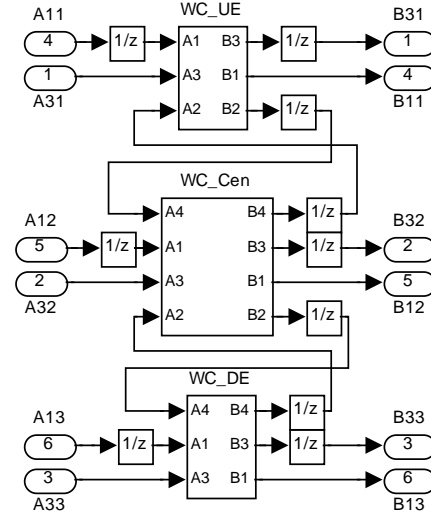 A11 WC_UE B31
4 1/z A1 B3 1/z 1
1 A3 B1 4
A31 A2 B2 1/z B11
WC_Cen
A12 A4 B4 1/z B32
5 1/z A1 B3 1/z 2
2 A3 B1 5
A32 A2 B2 1/z B12
WC_DE
A13 A4 B4 1/z B33
6 1/z A1 B3 1/z 3
3 A3 B1 6
A33 B13